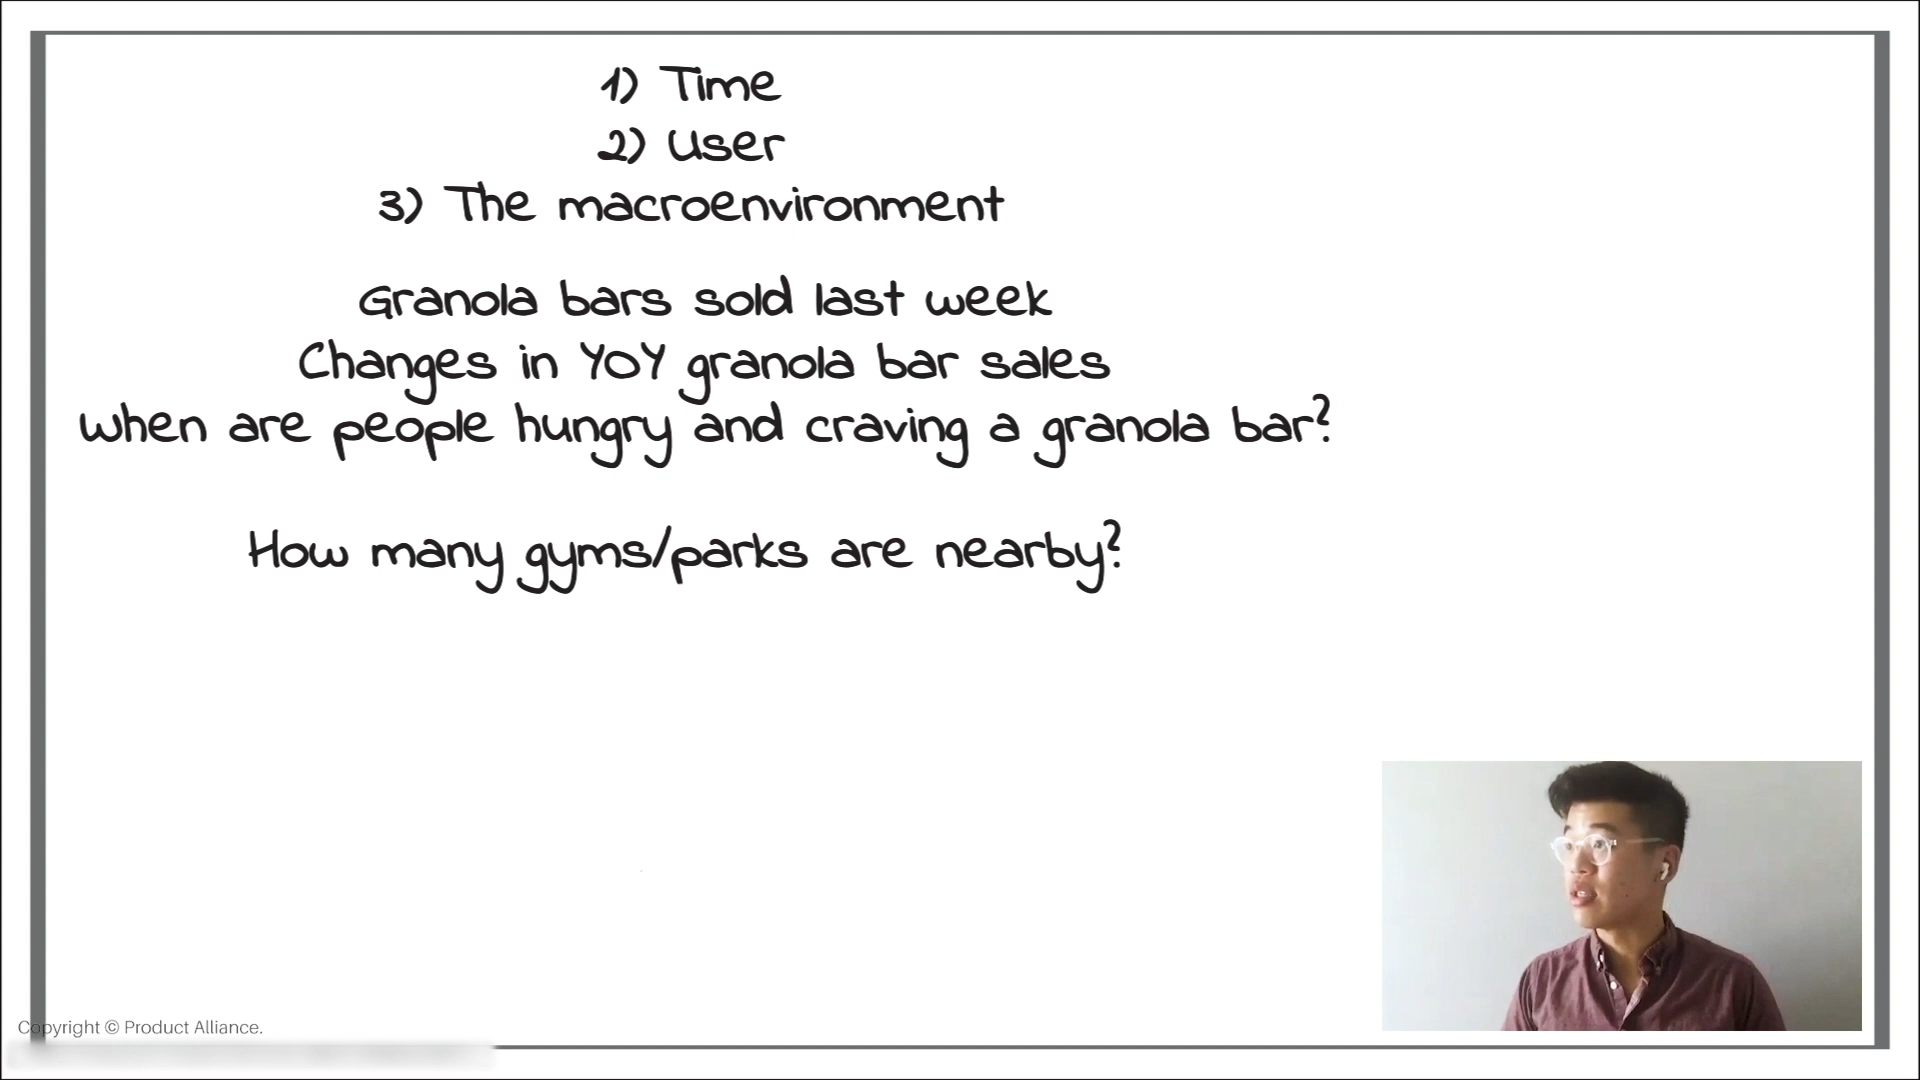 1) Time
2) User
3) The macroenvironment
Granola bars sold last week
Changes in YOY granola bar sales
When are people hungry and craving a granola bar?
How many gyms/parks are nearby?
Copyright © Product Alliance.